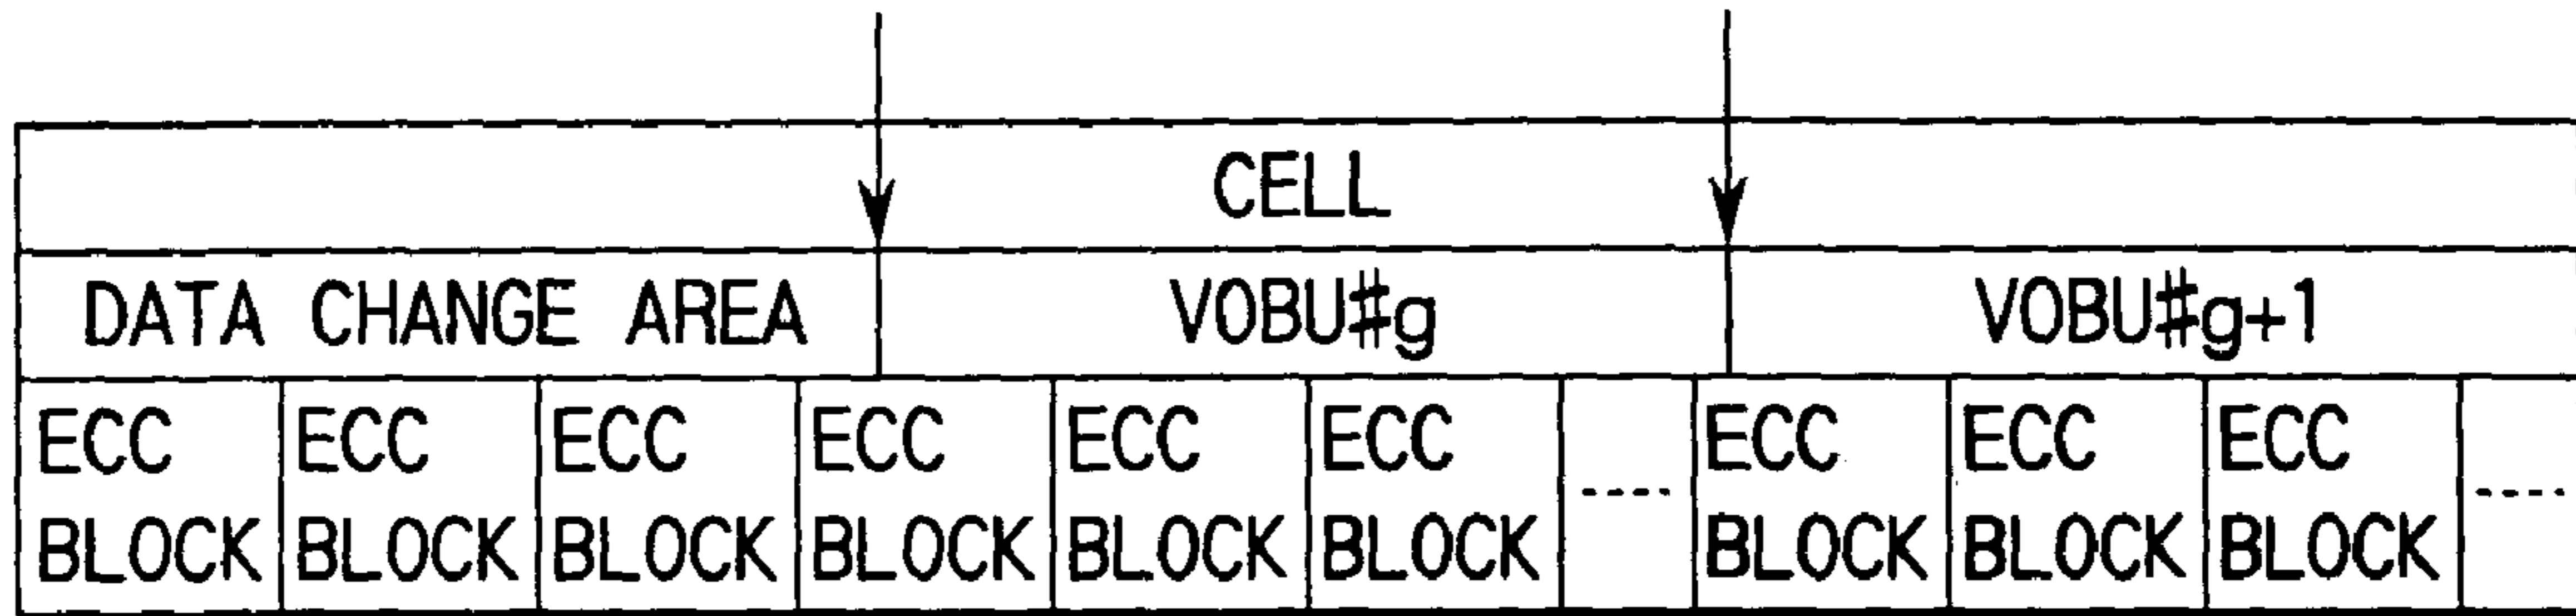 CELL
DATA CHANGE AREA VOBU#g VOBU#g+1
ECC ECC ECC ECC ECC ECC ---- ECC ECC ECC ----
BLOCK BLOCK BLOCK BLOCK BLOCK BLOCK BLOCK BLOCK BLOCK